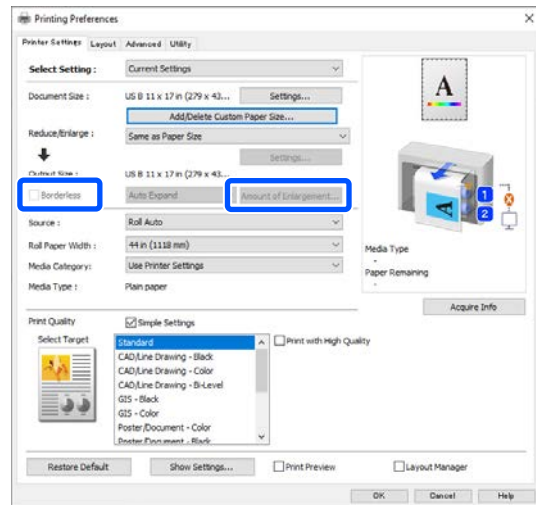 Printing Preferences
Printer Settings Layout Advanced Utility
Select Setting : Current Settings
Document Size : US B 11 x 17 in (279 x 43... Settings...
Add/Delete Custom Paper Size...
Reduce/Enlarge : Same as Paper Size
Settings...
Output Size : US B 11 x 17 in (279 x 43...
Borderless Auto Expand Amount of Enlargement...
Source : Roll Auto
Roll Paper Width : 44 in (1118 mm)
Media Category: Use Printer Settings
Media Type : Plain paper
A
A
1
2
Media Type
-
Paper Remaining
-
Acquire Info
Print Quality Simple Settings
Select Target
Standard
CAD/Line Drawing - Black
CAD/Line Drawing - Color
CAD/Line Drawing - Bi-Level
GIS - Black
GIS - Color
Poster/Document - Color
Poster/Document - Black
Print with High Quality
Restore Default Show Settings... Print Preview Layout Manager
OK Cancel Help